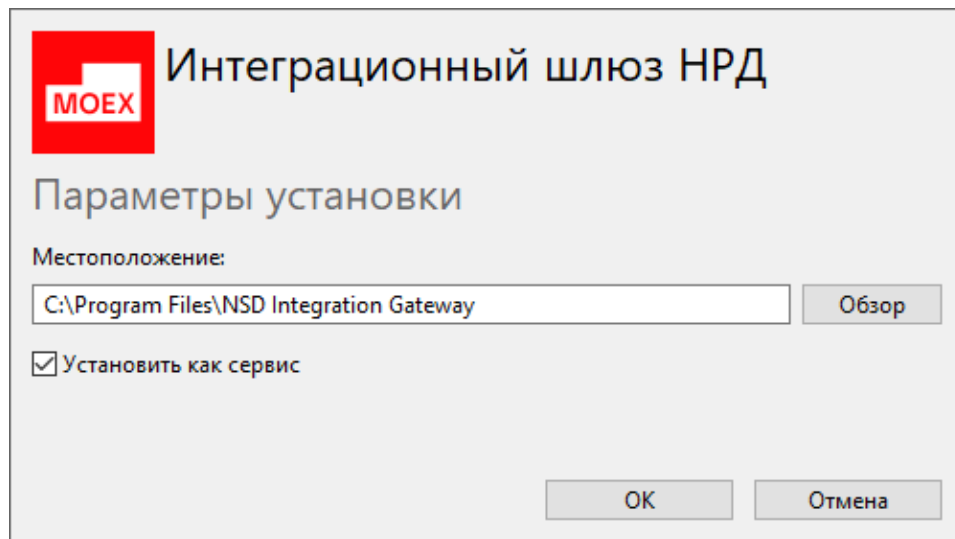 MOEX
Интеграционный шлюз НРД
Параметры установки
Местоположение:
C:\Program Files\NSD Integration Gateway
Обзор
Установить как сервис
OK
Отмена